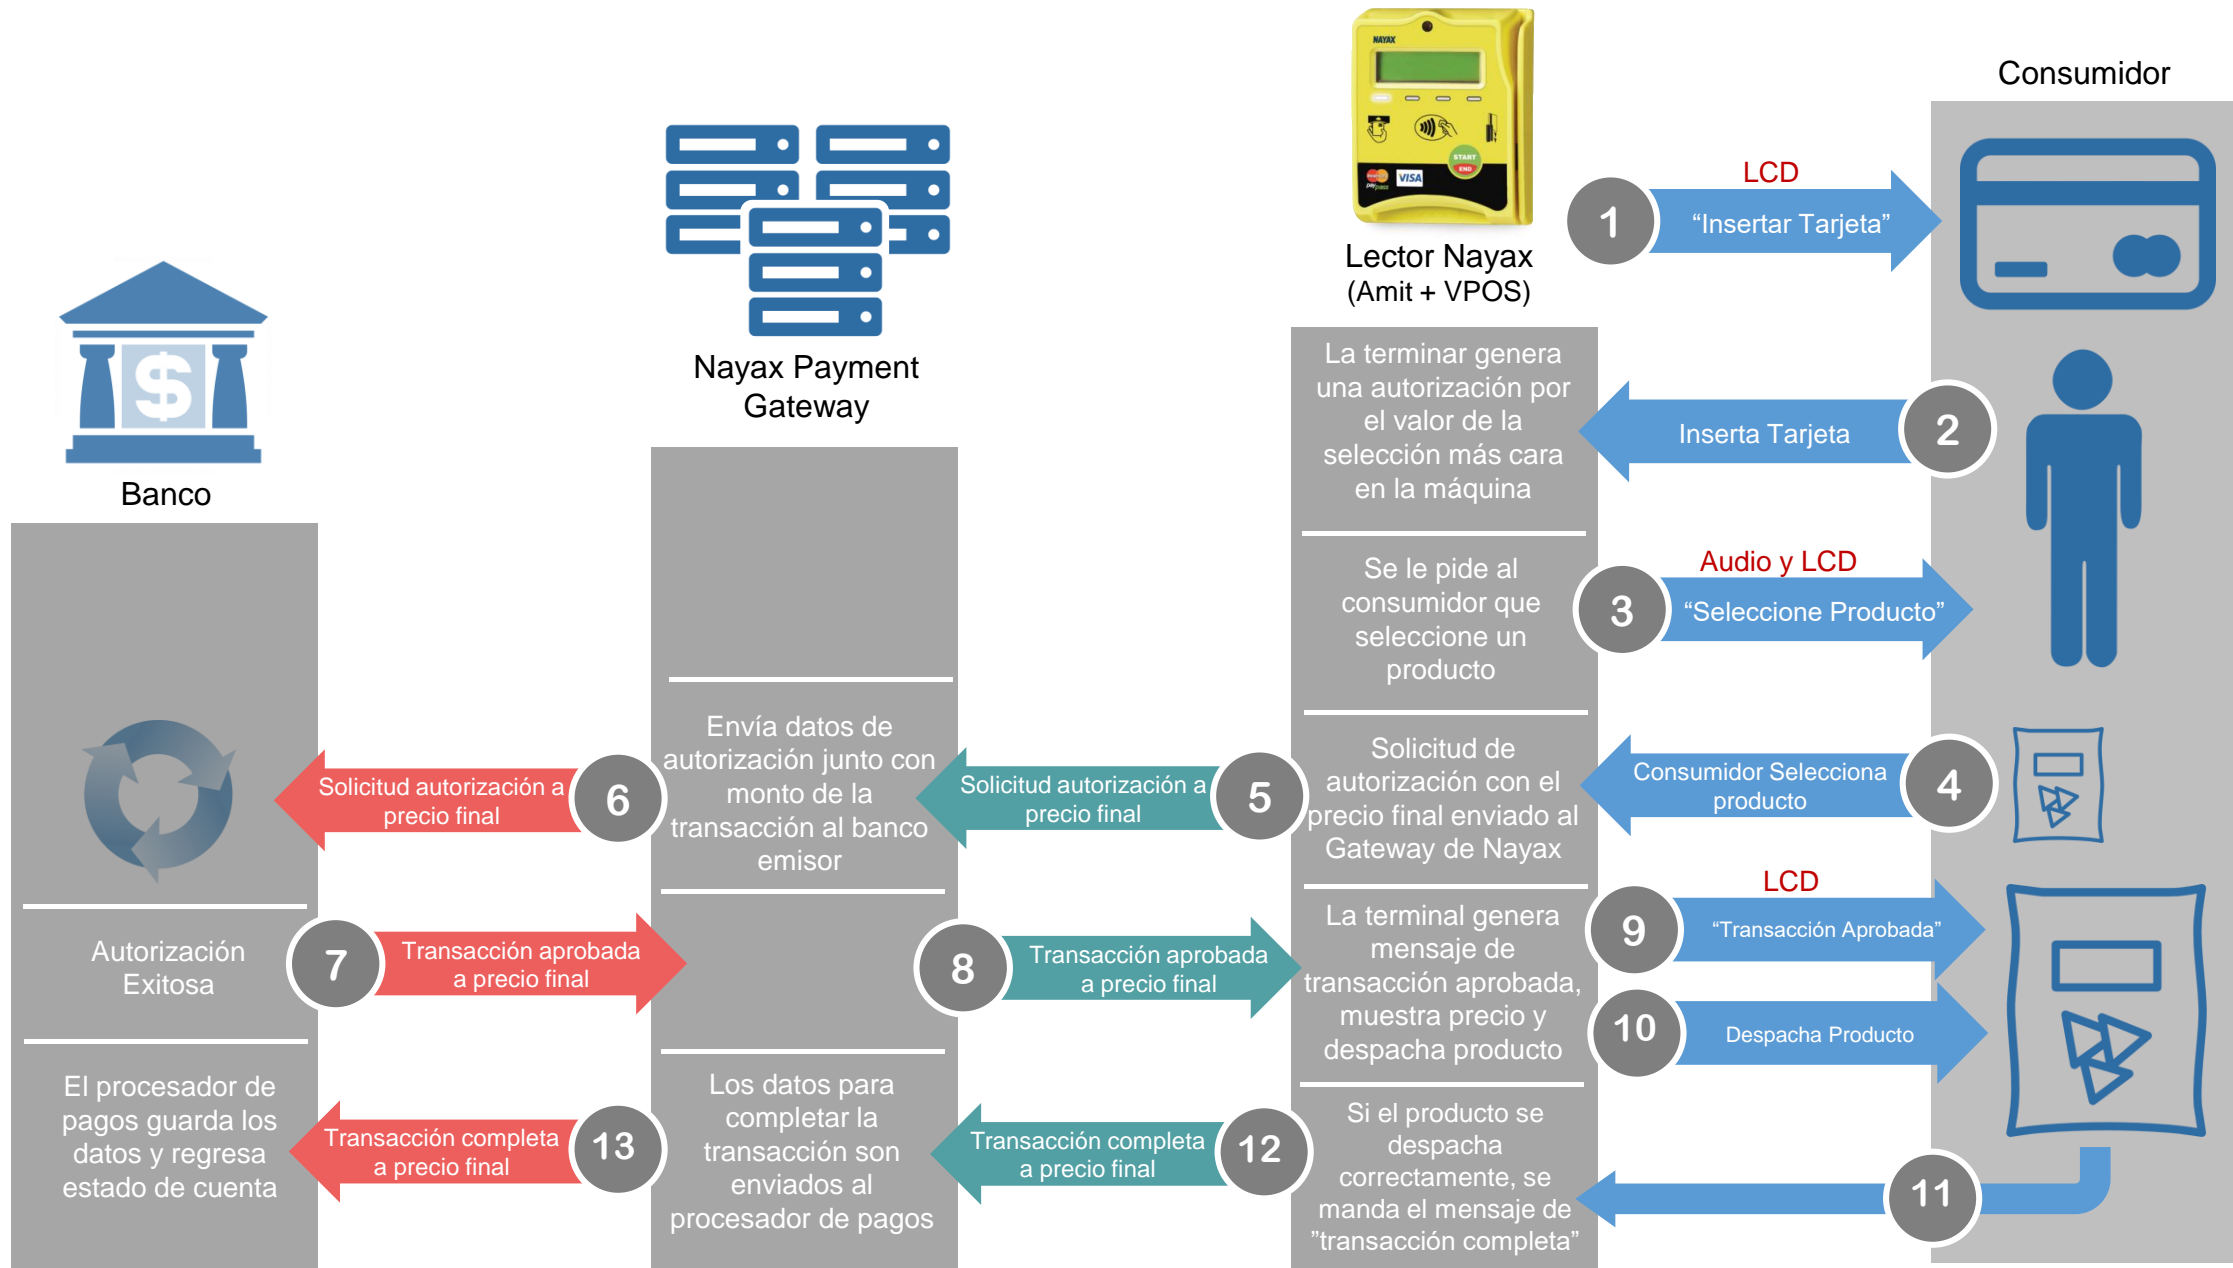 Consumidor
NAYAX
START
END
VISA
Lector Nayax
(Amit + VPOS)
Nayax Payment
Gateway
Banco
$
LCD
1
“Insertar Tarjeta”
La terminar genera
una autorización por
el valor de la
selección más cara
en la máquina
Inserta Tarjeta
2
Se le pide al
consumidor que
seleccione un
producto
3
Audio y LCD
“Seleccione Producto”
Solicitud de
autorización con el
precio final enviado al
Gateway de Nayax
Consumidor Selecciona
producto
4
Solicitud autorización a
precio final
5
Envía datos de
autorización junto con
monto de la
transacción al banco
emisor
Solicitud autorización a
precio final
6
Autorización
Exitosa
7
Transacción aprobada
a precio final
8
Transacción aprobada
a precio final
La terminal genera
mensaje de
transacción aprobada,
muestra precio y
despacha producto
9
LCD
“Transacción Aprobada”
10
Despacha Producto
11
Si el producto se
despacha
correctamente, se
manda el mensaje de
”transacción completa”
12
Transacción completa
a precio final
Los datos para
completar la
transacción son
enviados al
procesador de pagos
13
Transacción completa
a precio final
El procesador de
pagos guarda los
datos y regresa
estado de cuenta